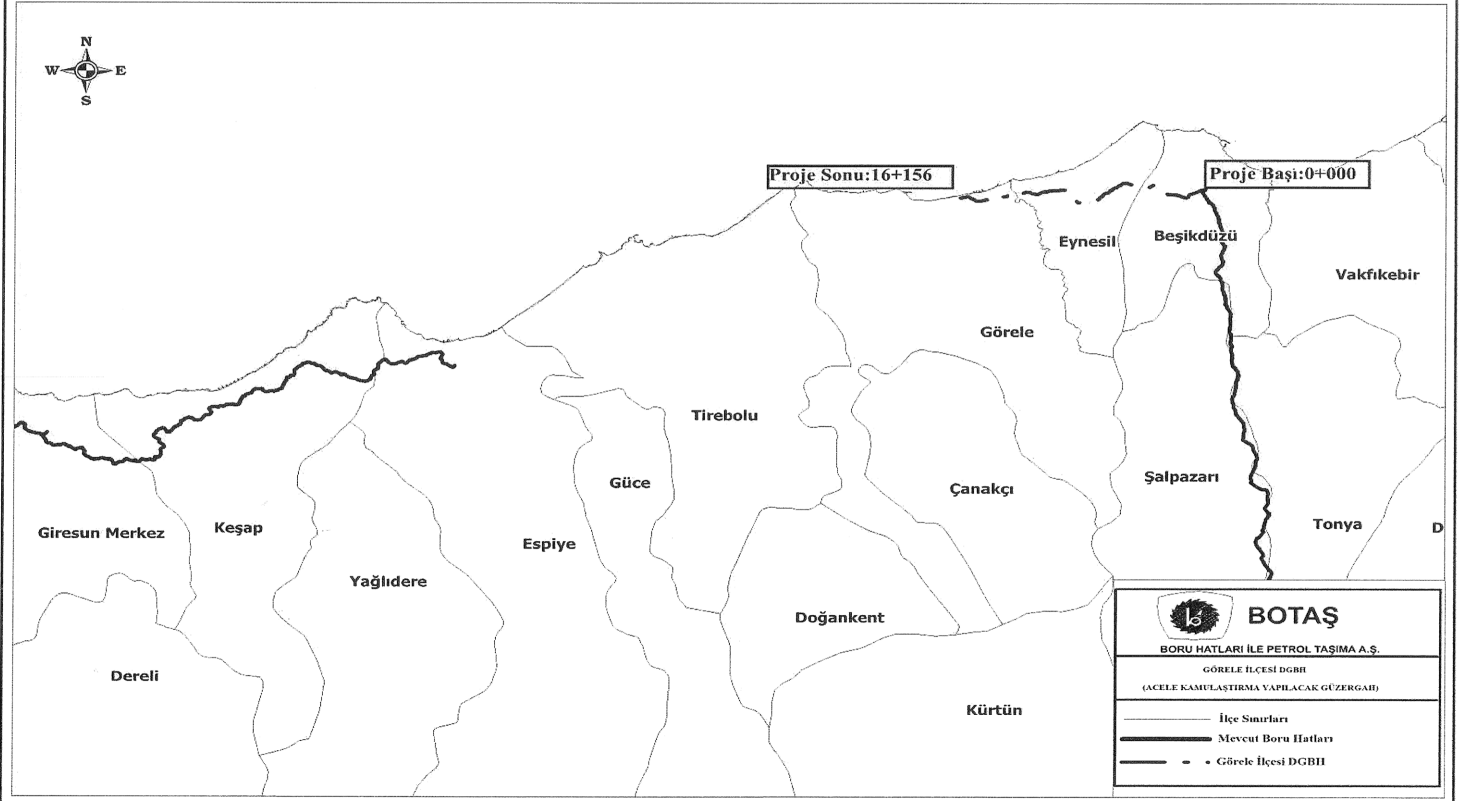 N
W E
S
Proje Sonu:16+156
Proje Başı:0+000
Eynesil
Beşikdüzü
Vakfıkebir
Görele
Tirebolu
Güce
Çanakçı
Şalpazarı
Tonya
D
Giresun Merkez
Keşap
Espiye
Yağlıdere
Doğankent
Dereli
Kürtün
BOTAŞ
BORU HATLARI İLE PETROL TAŞIMA A.Ş.
GÖRELE İLÇESİ DGBH
(ACELE KAMULAŞTIRMA YAPILACAK GÜZERGAH)
İlçe Sınırları
Mevcut Boru Hatları
Görele İlçesi DGBH